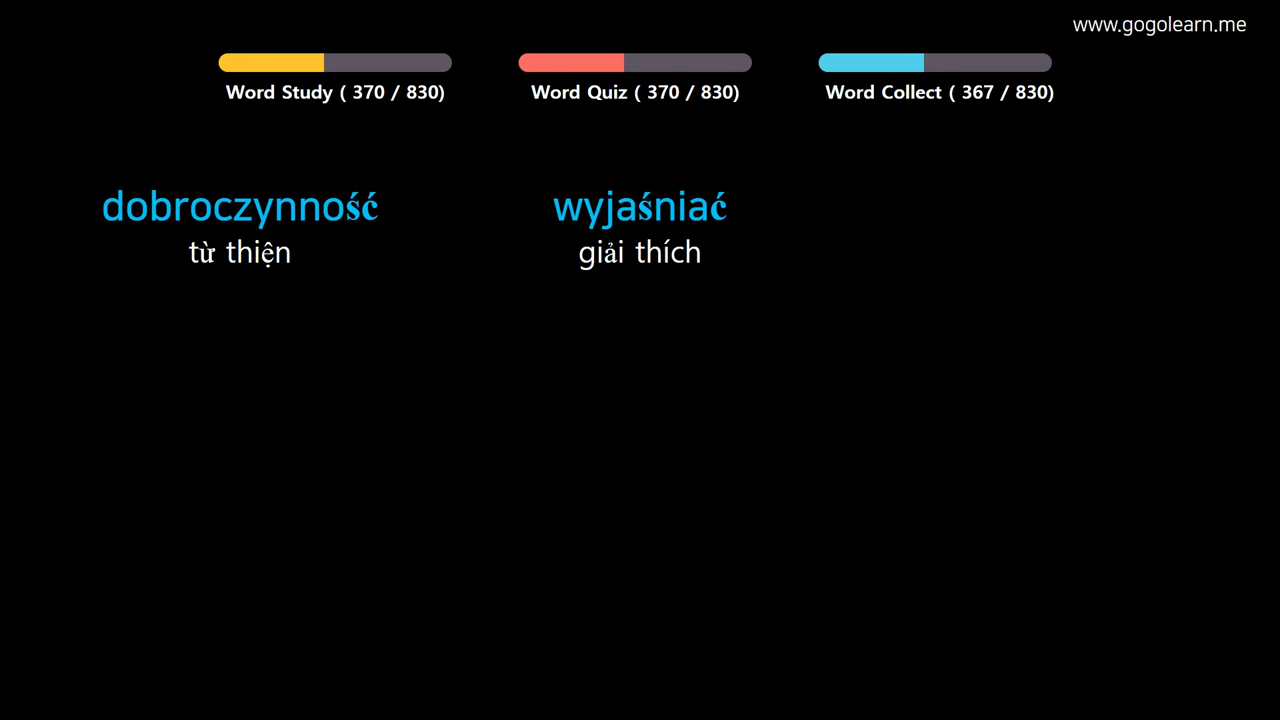 www.gogolearn.me
Word Study ( 370 / 830)
Word Quiz ( 370 / 830)
Word Collect ( 367 / 830)
dobroczynność
từ thiện
wyjaśniać
giải thích